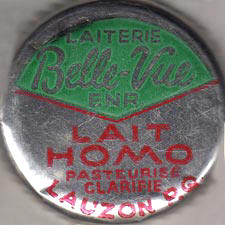 LAITERIE
Belle-Vue
ENR
LAIT
HOMO
PASTEURISÉ
CLARIFIÉ
LAUZON P.Q.